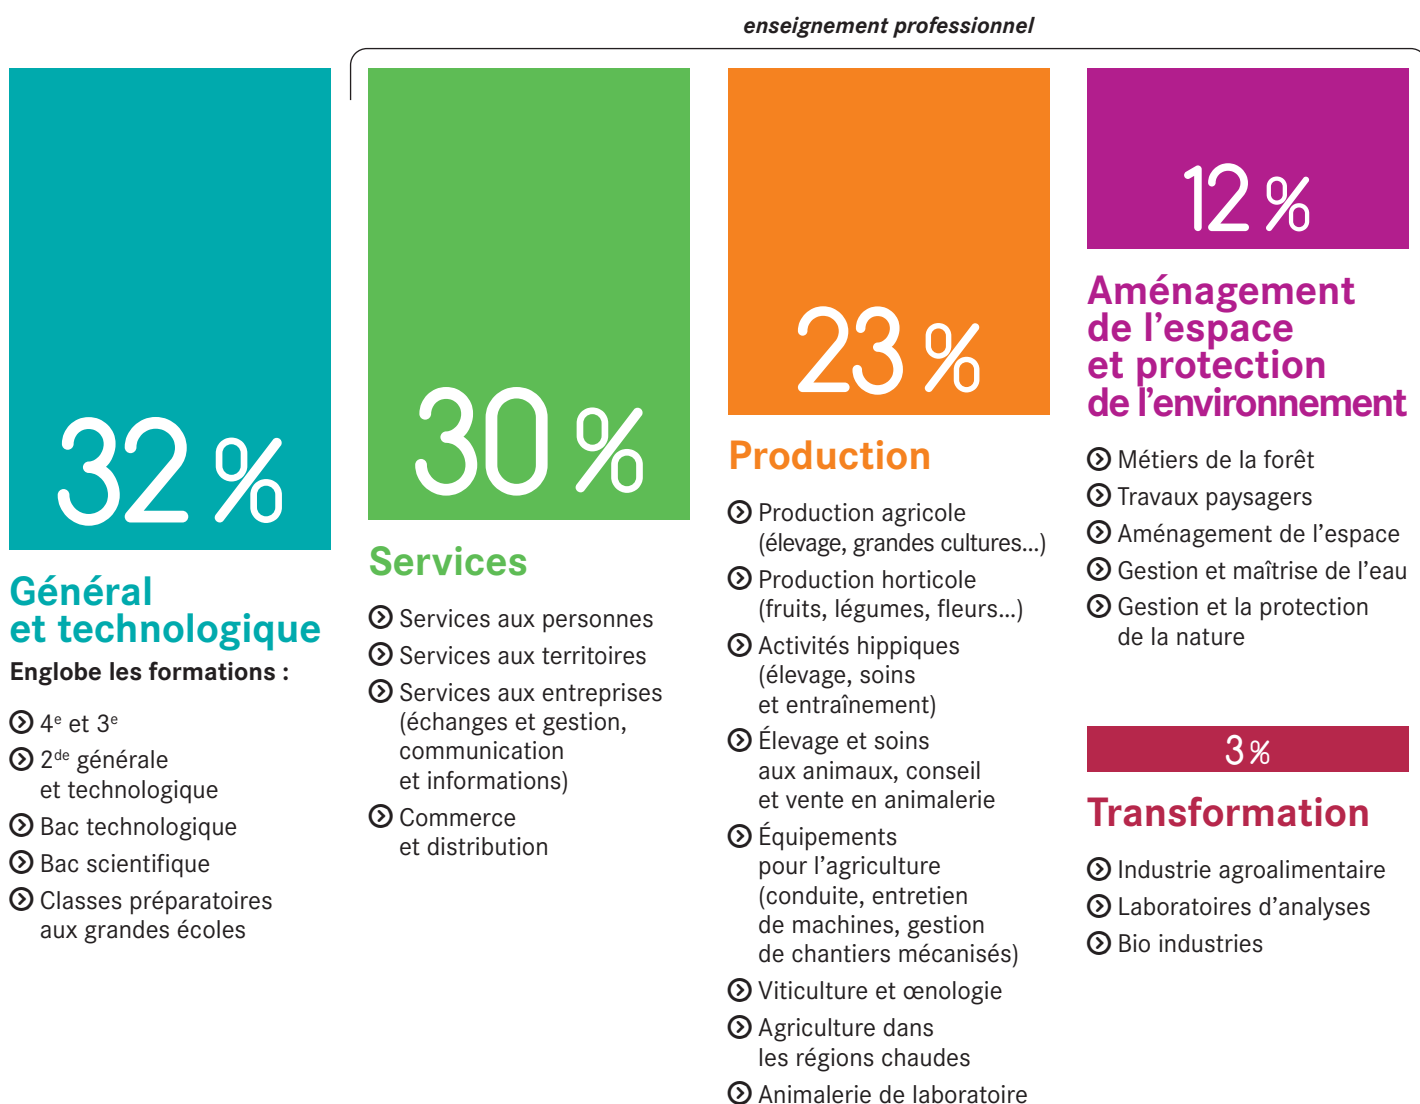 enseignement professionnel
32 %
Général
et technologique
Englobe les formations :
4e et 3e
2de générale
et technologique
Bac technologique
Bac scientifique
Classes préparatoires
aux grandes écoles
30 %
Services
Services aux personnes
Services aux territoires
Services aux entreprises
(échanges et gestion,
communication
et informations)
Commerce
et distribution
23 %
Production
Production agricole
(élevage, grandes cultures...)
Production horticole
(fruits, légumes, fleurs...)
Activités hippiques
(élevage, soins
et entraînement)
Élevage et soins
aux animaux, conseil
et vente en animalerie
Équipements
pour l'agriculture
(conduite, entretien
de machines, gestion
de chantiers mécanisés)
Viticulture et œnologie
Agriculture dans
les régions chaudes
Animalerie de laboratoire
12 %
Aménagement
de l'espace
et protection
de l'environnement
Métiers de la forêt
Travaux paysagers
Aménagement de l'espace
Gestion et maîtrise de l'eau
Gestion et la protection
de la nature
3 %
Transformation
Industrie agroalimentaire
Laboratoires d'analyses
Bio industries